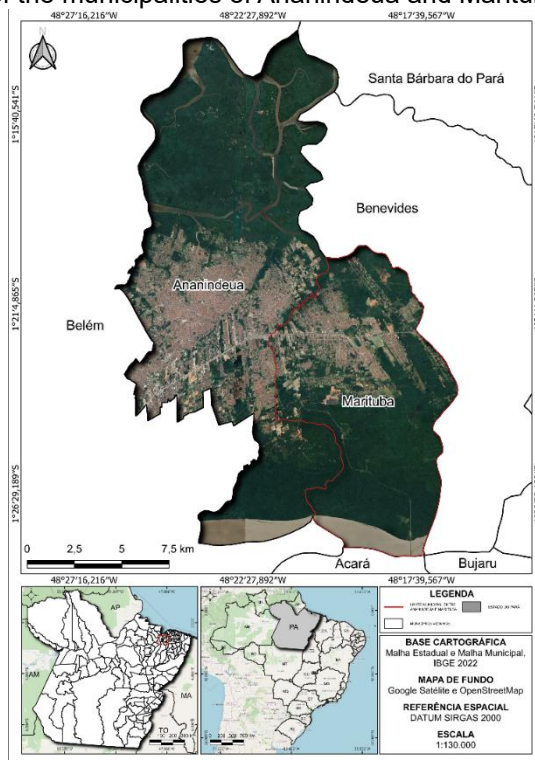 f the municipalities of Ananindeua and Maritu
48°27'16,216"W 48°22'27,892"W 48°17'39,567"W
N
Santa Bárbara do Pará
1°15'40,541"S
Benevides
Ananindeua
1°21'4,865"S
Belém
Marituba
1°26'29,189"S
0 2,5 5 7,5 km
Acará Bujaru
48°27'16,216"W 48°22'27,892"W 48°17'39,567"W
LEGENDA
ESTADO DO PARÁ
AP
PA
AM
MA
TO
BASE CARTOGRÁFICA
Malha Estadual e Malha Municipal,
IBGE 2022
MAPA DE FUNDO
Google Satélite e OpenStreetMap
REFERÊNCIA ESPACIAL
DATUM SIRGAS 2000
ESCALA
1:130.000